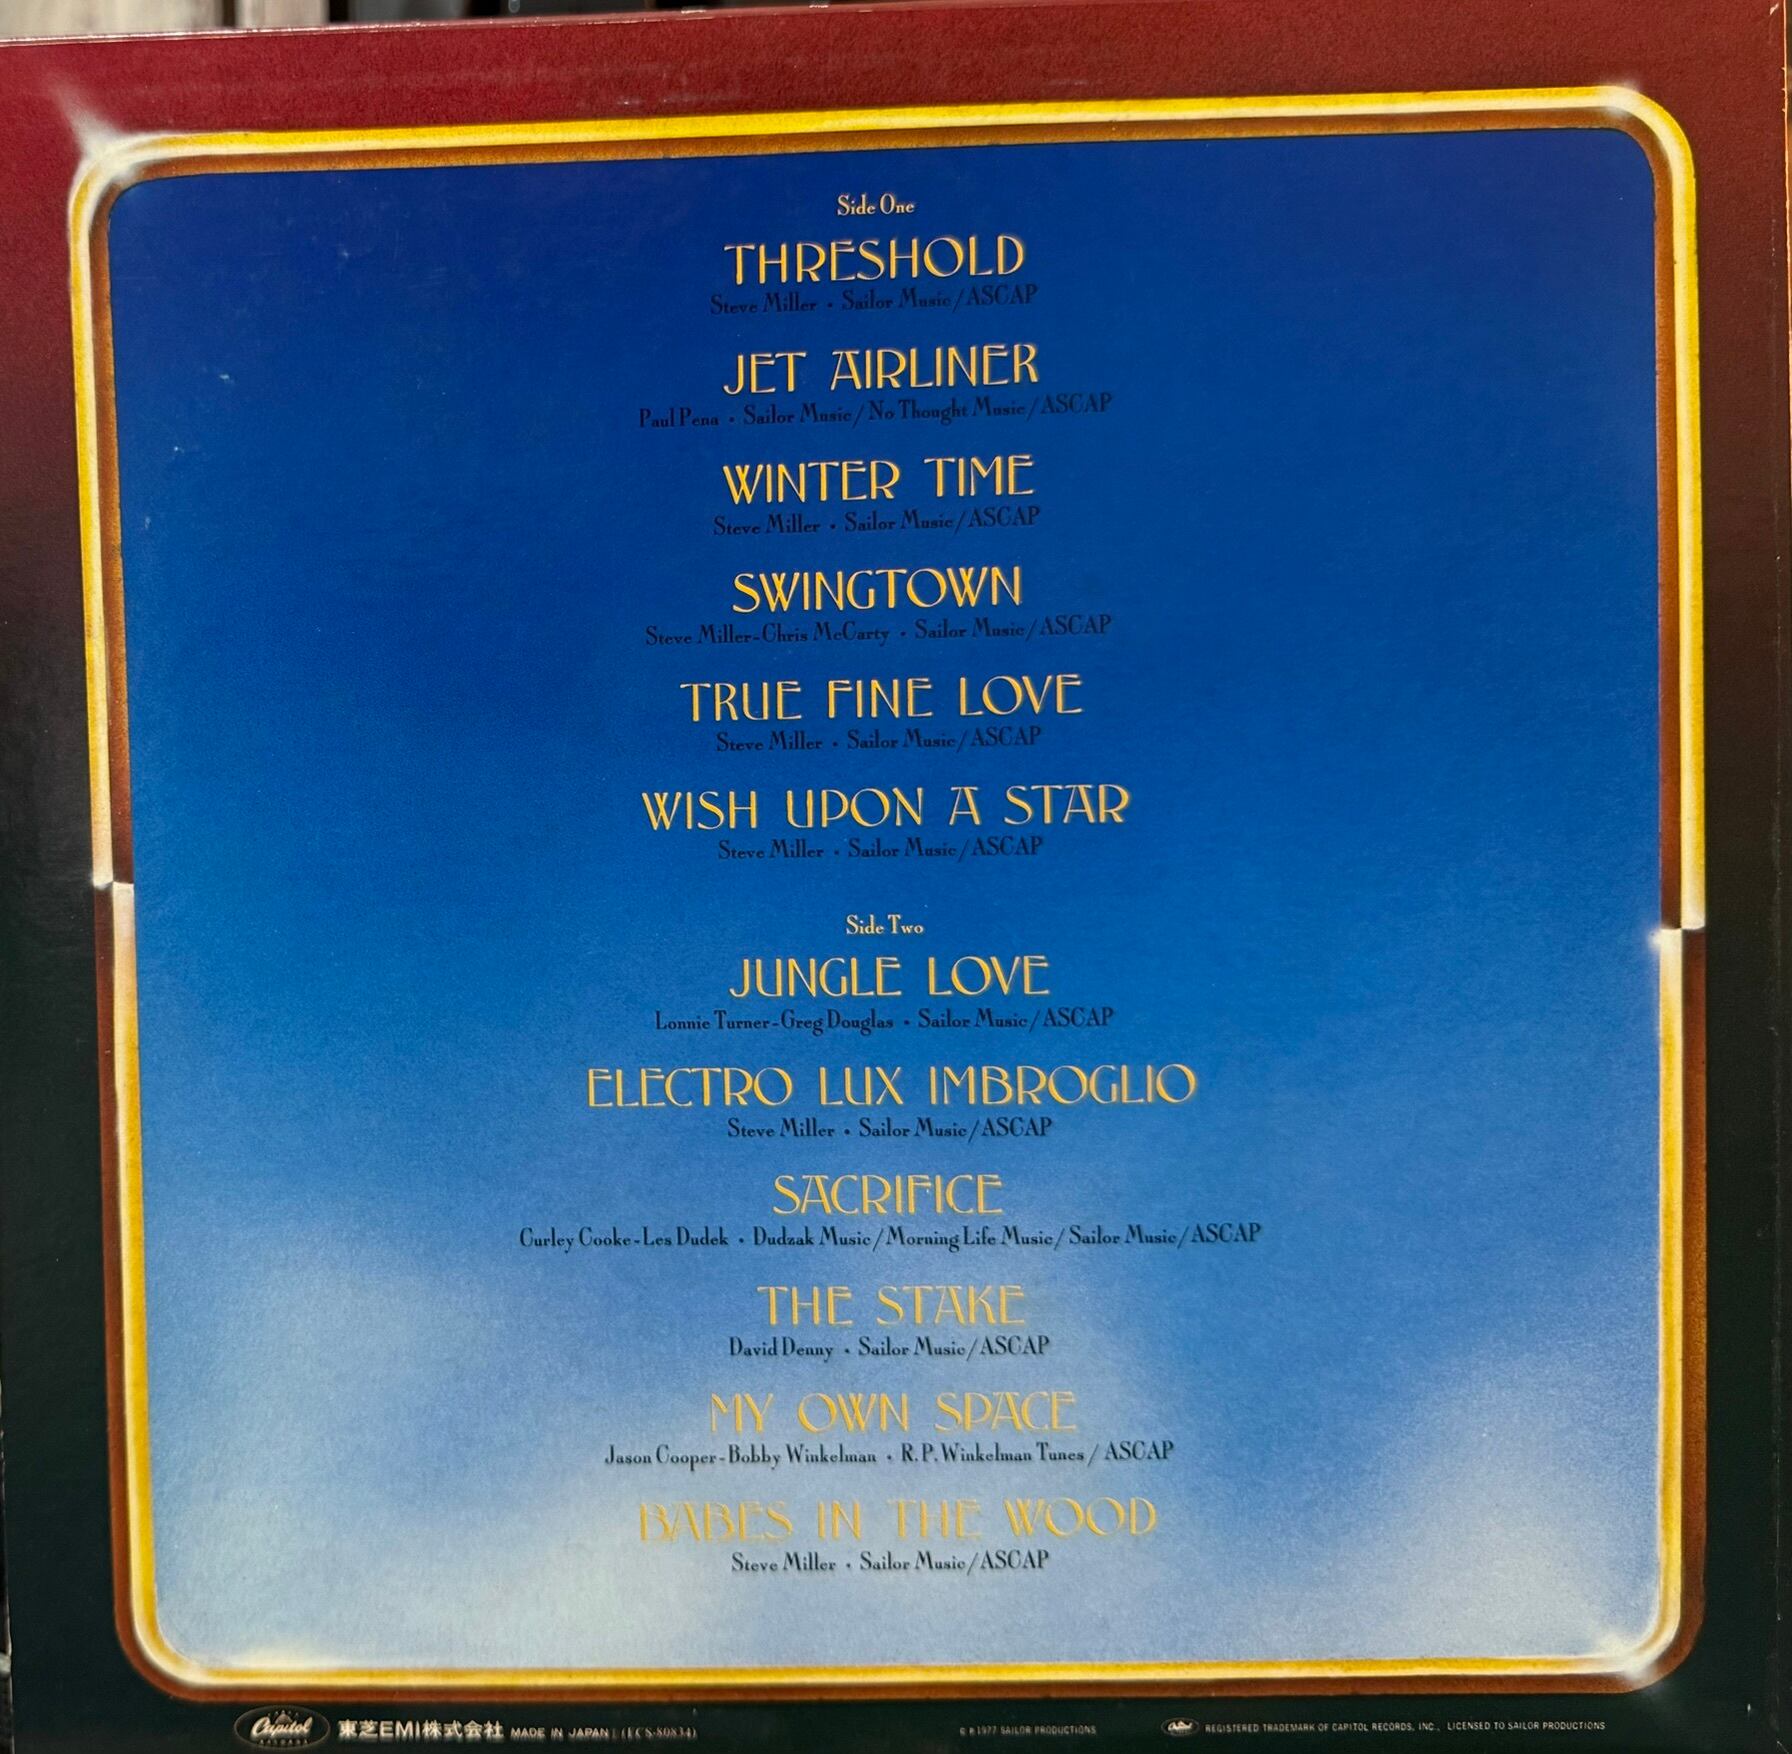 Side One
THRESHOLD
Steve Miller • Sailor Music/ASCAP
JET AIRLINER
Paul Pena • Sailor Music/No Thought Music/ASCAP
WINTER TIME
Steve Miller • Sailor Music/ASCAP
SWINGTOWN
Steve Miller-Chris McCarty • Sailor Music/ASCAP
TRUE FINE LOVE
Steve Miller • Sailor Music/ASCAP
WISH UPON A STAR
Steve Miller • Sailor Music/ASCAP
Side Two
JUNGLE LOVE
Lonnie Turner-Greg Douglas • Sailor Music/ASCAP
ELECTRO LUX IMBROGLIO
Steve Miller • Sailor Music/ASCAP
SACRIFICE
Curley Cooke-Les Dudek • Dudzak Music/Morning Life Music/Sailor Music/ASCAP
THE STAKE
David Denny • Sailor Music/ASCAP
MY OWN SPACE
Jason Cooper-Bobby Winkelman • R.P. Winkelman Tunes/ASCAP
BABES IN THE WOOD
Steve Miller • Sailor Music/ASCAP
Capitol 東芝EMI株式会社 MADE IN JAPAN (ECS-80834) © ℗ 1977 SAILOR PRODUCTIONS Capitol REGISTERED TRADEMARK OF CAPITOL RECORDS, INC., LICENSED TO SAILOR PRODUCTIONS